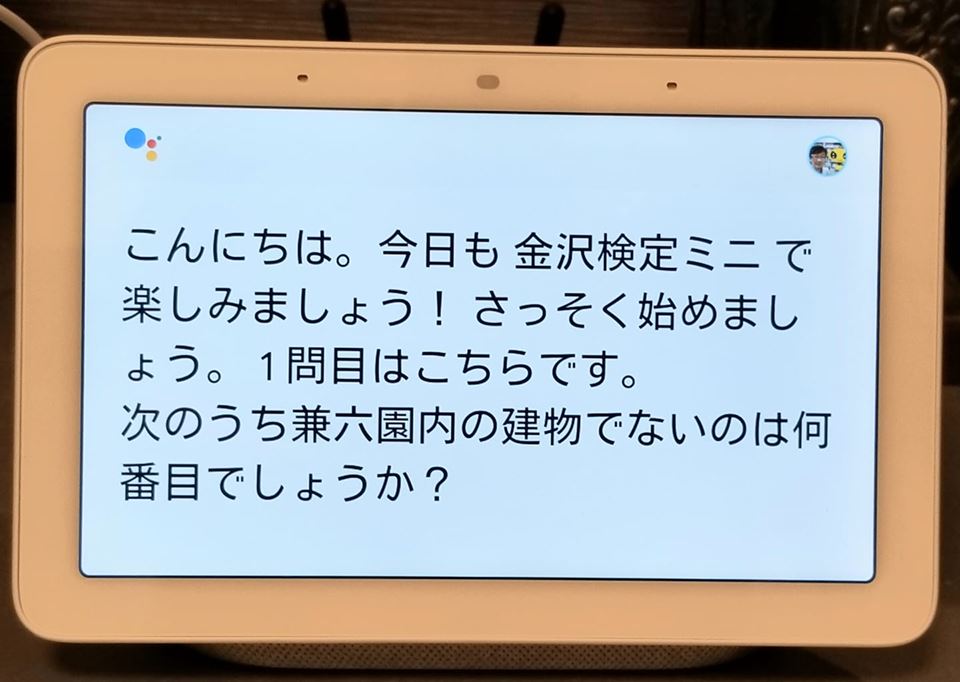 こんにちは。今日も 金沢検定ミニ で
楽しみましょう！ さっそく始めまし
ょう。 1問目はこちらです。
次のうち兼六園内の建物でないのは何
番目でしょうか？